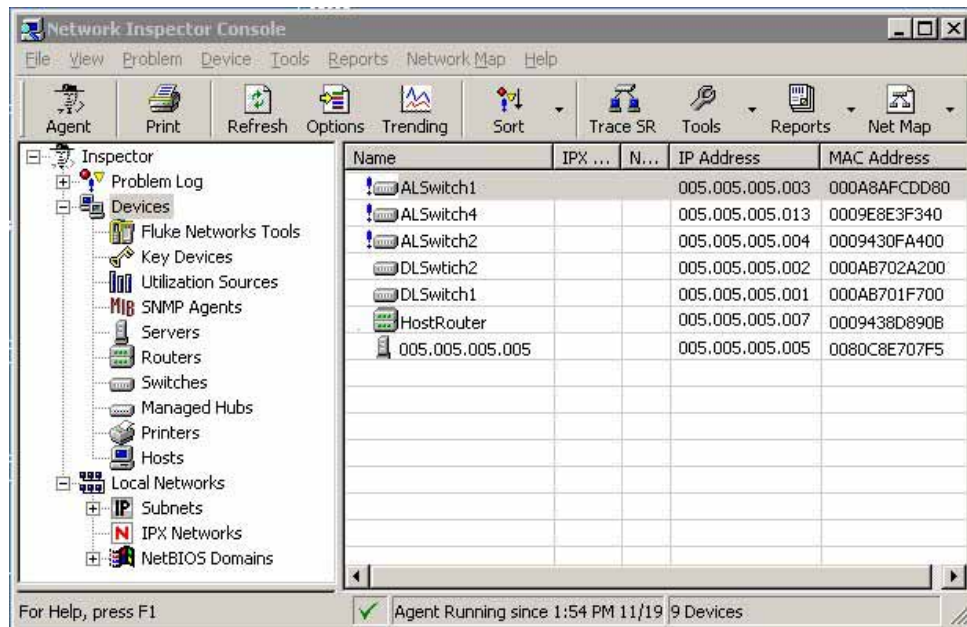 Network Inspector Console
File View Problem Device Tools Reports Network Map Help
Agent Print Refresh Options Trending Sort Trace SR Tools Reports Net Map
Inspector
Problem Log
Devices
Fluke Networks Tools
Key Devices
Utilization Sources
MIB SNMP Agents
Servers
Routers
Switches
Managed Hubs
Printers
Hosts
Local Networks
IP Subnets
N IPX Networks
NetBIOS Domains
Name IPX ... N... IP Address MAC Address
ALSwitch1 005.005.005.003 000A8AFCDD80
ALSwitch4 005.005.005.013 0009E8E3F340
ALSwitch2 005.005.005.004 0009430FA400
DLSwtich2 005.005.005.002 000AB702A200
DLSwitch1 005.005.005.001 000AB701F700
HostRouter 005.005.005.007 0009438D890B
005.005.005.005 005.005.005.005 0080C8E707F5
For Help, press F1 Agent Running since 1:54 PM 11/19 9 Devices